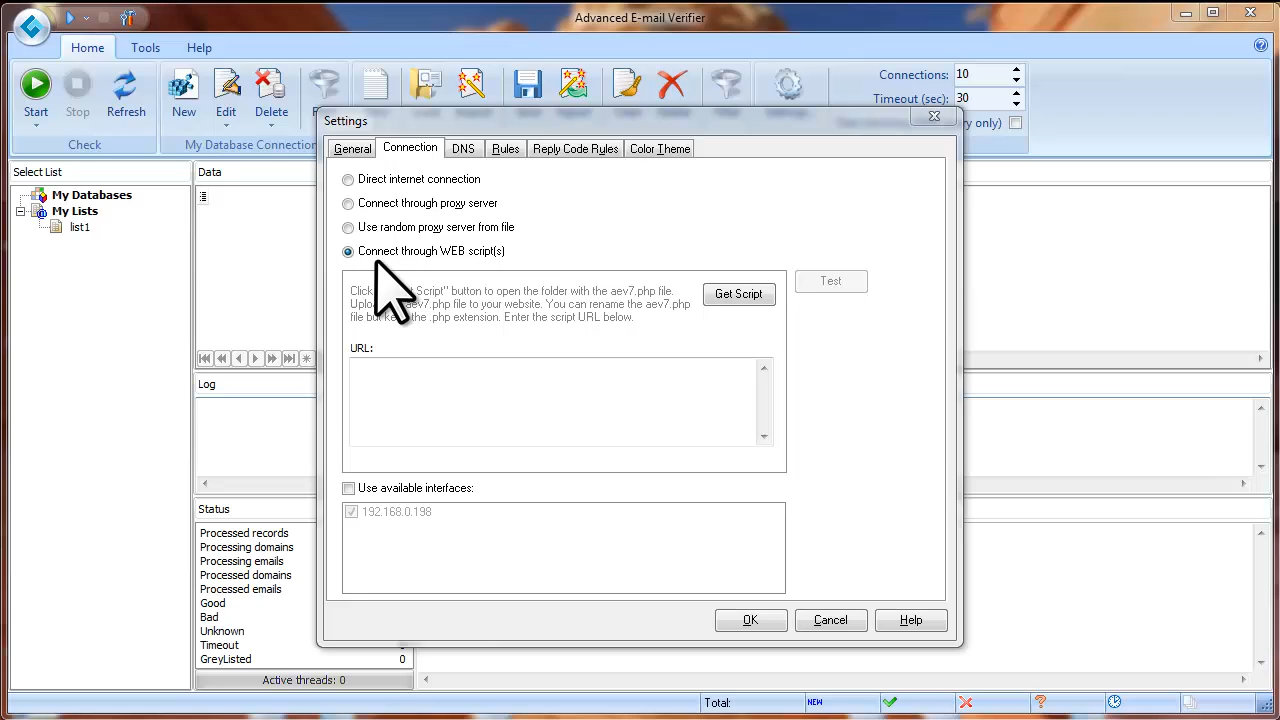 Advanced E-mail Verifier
Home
Tools
Help
Start
Stop
Refresh
New
Edit
Delete
Connections: 10
Timeout (sec): 30
Check
My Database Connection
Select List
My Databases
My Lists
list1
Data
Log
Status
Processed records
Processing domains
Processing emails
Processed domains
Processed emails
Good
Bad
Unknown
Timeout
GreyListed 0
Active threads: 0
Settings
General
Connection
DNS
Rules
Reply Code Rules
Color Theme
Direct internet connection
Connect through proxy server
Use random proxy server from file
Connect through WEB script(s)
Script" button to open the folder with the aev7.php file.
aev7.php file to your website. You can rename the aev7.php
the .php extension. Enter the script URL below.
Get Script
Test
URL:
Use available interfaces:
192.168.0.198
OK
Cancel
Help
Total:
NEW